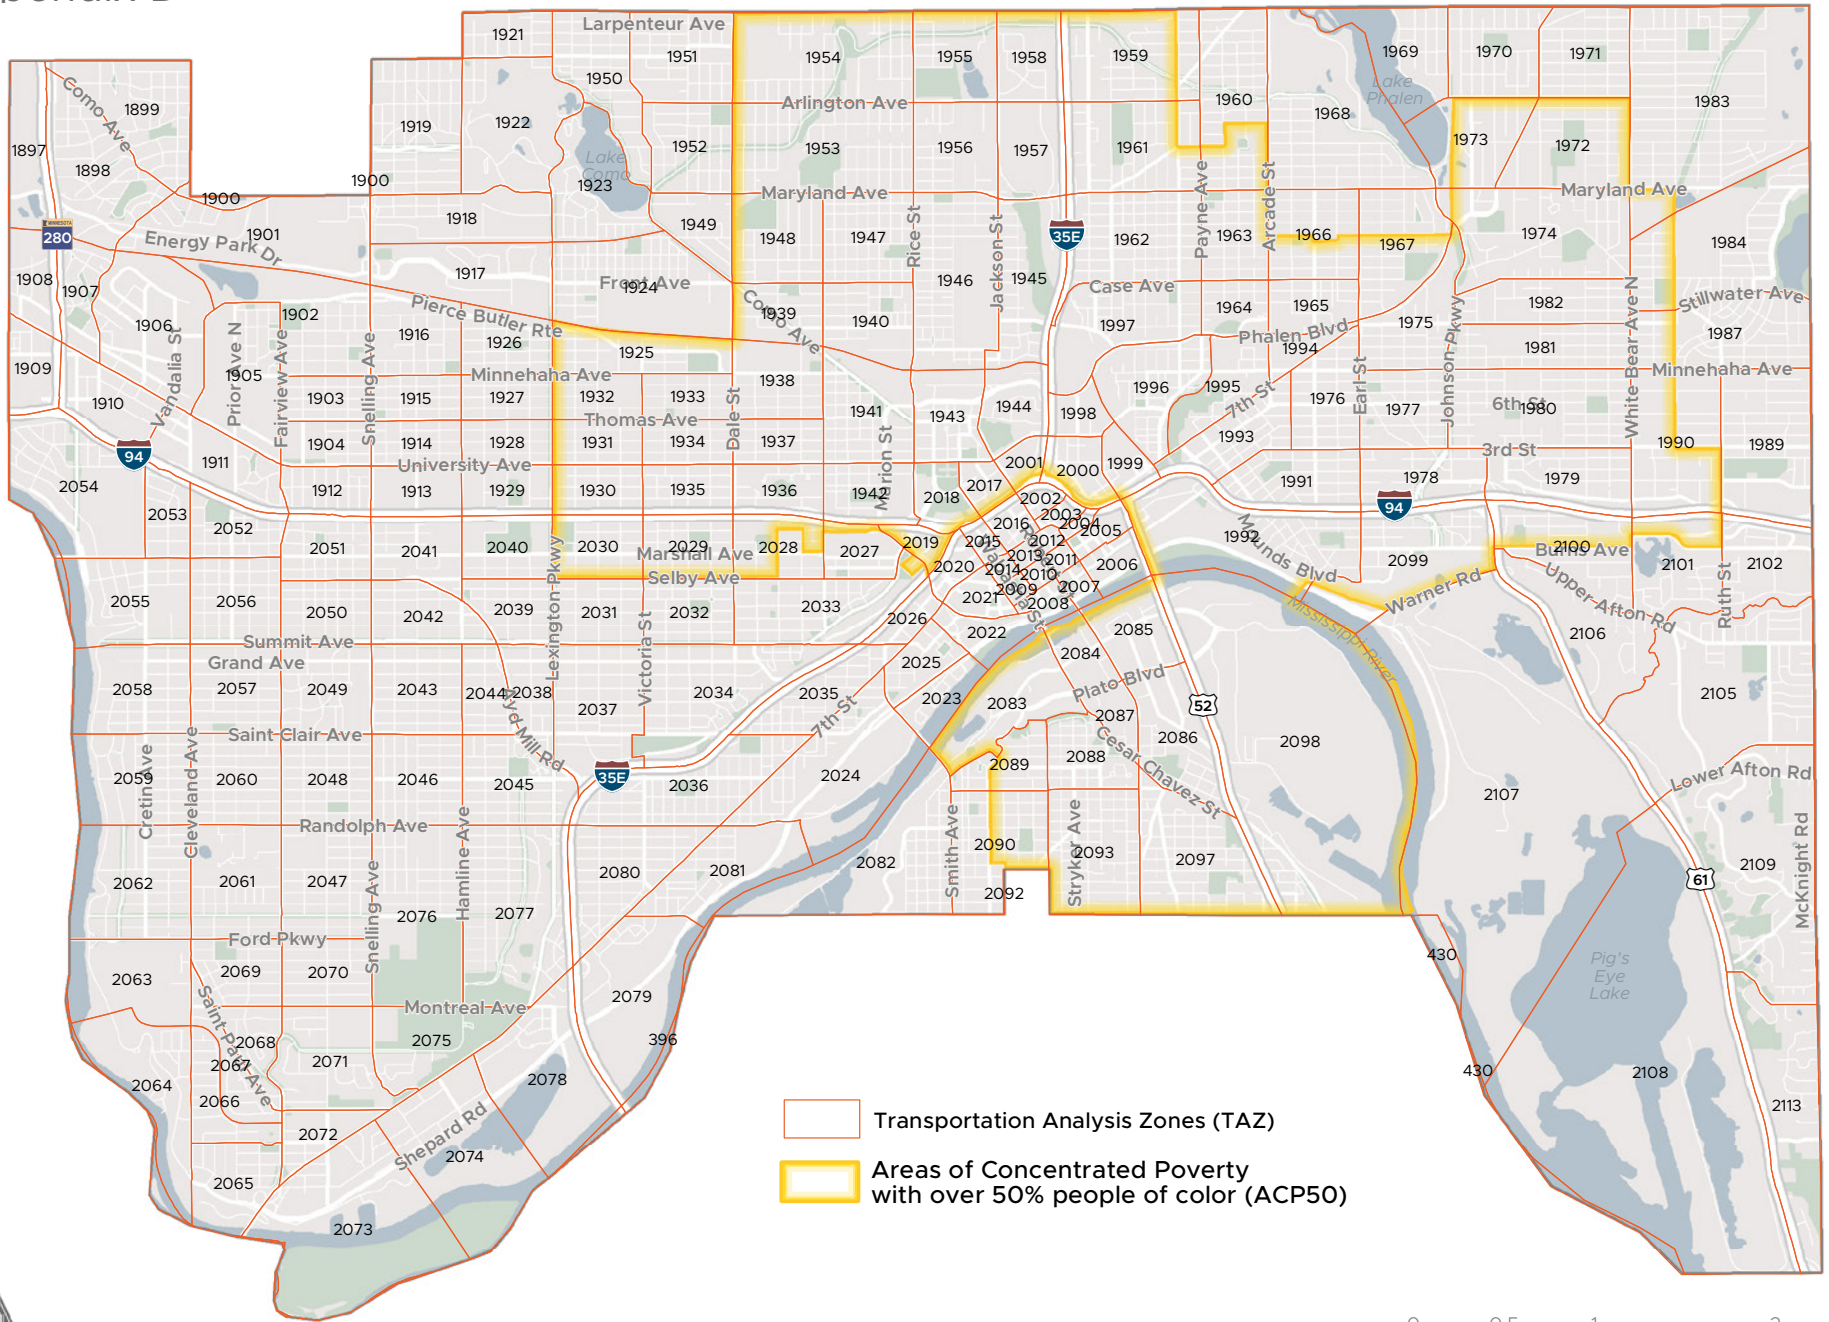 Larpenteur Ave
1921
1951
1950
1954
1955
1958
1959
1969
1970
1971
Como Ave
1899
1919
1922
Arlington Ave
1960
1968
Lake
Phalen
1983
1897
1898
1952
1953
1956
1957
1961
1973
1972
Lake
Como
1900
1900
1923
Maryland Ave
Maryland Ave
1918
1901
1949
1948
1947
Rice St
Jackson St
35E
1962
Payne Ave
1963
Arcade St
1966
1967
1974
1984
MINNESOTA
280
Energy Park Dr
1908
1907
1917
Front Ave
1924
1946
1945
Case Ave
1982
Stillwater Ave
1902
1906
Pierce Butler Rte
1916
1926
Como Ave
1939
1940
1997
1964
1965
Phalen Blvd
1975
Johnson Pkwy
White Bear Ave N
1987
Vandalia St
Prior Ave N
Fairview Ave
Snelling Ave
1925
1994
1981
1909
1905
Minnehaha Ave
1938
1996
1995
Earl St
Minnehaha Ave
1910
1903
1915
1927
1932
1933
Dale St
1941
1943
1944
1998
7th St
1976
1977
6th St
1980
Thomas Ave
94
1904
1914
1928
1931
1934
1937
Marion St
1993
3rd St
1990
1989
1911
University Ave
2001
2000
1999
2054
1912
1913
1929
1930
1935
1936
1942
2018
2017
2002
1991
1978
1979
94
2053
2052
2003
2004
2005
2016
2051
2041
2040
Lexington Pkwy
2030
Marshall Ave
2029
2028
2027
2019
2015
2012
2013
2011
1992
Munds Blvd
2100
Burns Ave
2099
2101
2102
2020
2014
2010
2006
Selby Ave
2009
2007
2021
2008
Warner Rd
Upper Afton Rd
Ruth St
2055
2056
2050
2042
2039
2031
Victoria St
2032
2033
2026
2022
2085
Mississippi River
2106
Summit Ave
Grand Ave
2025
2084
2058
2057
2049
2043
2044
2038
2034
2035
2023
2083
Plato Blvd
2105
52
Ayd Mill Rd
2037
7th St
2087
Saint Clair Ave
Cesar Chavez St
2086
2098
Cretin Ave
2059
Cleveland Ave
2060
2048
2046
2045
35E
2036
2024
2089
2088
2107
Lower Afton Rd
Randolph Ave
Hamline Ave
Smith Ave
Stryker Ave
2090
2093
2097
McKnight Rd
2109
2062
2061
2047
Snelling Ave
2080
2081
2082
2092
61
2076
2077
Ford Pkwy
430
2063
2069
2070
2079
Pig's
Eye
Lake
Saint Paul Ave
Montreal Ave
2068
2067
2071
2075
396
2078
430
2108
2064
2066
2072
Shepard Rd
2074
2113
2065
2073
Transportation Analysis Zones (TAZ)
Areas of Concentrated Poverty
with over 50% people of color (ACP50)